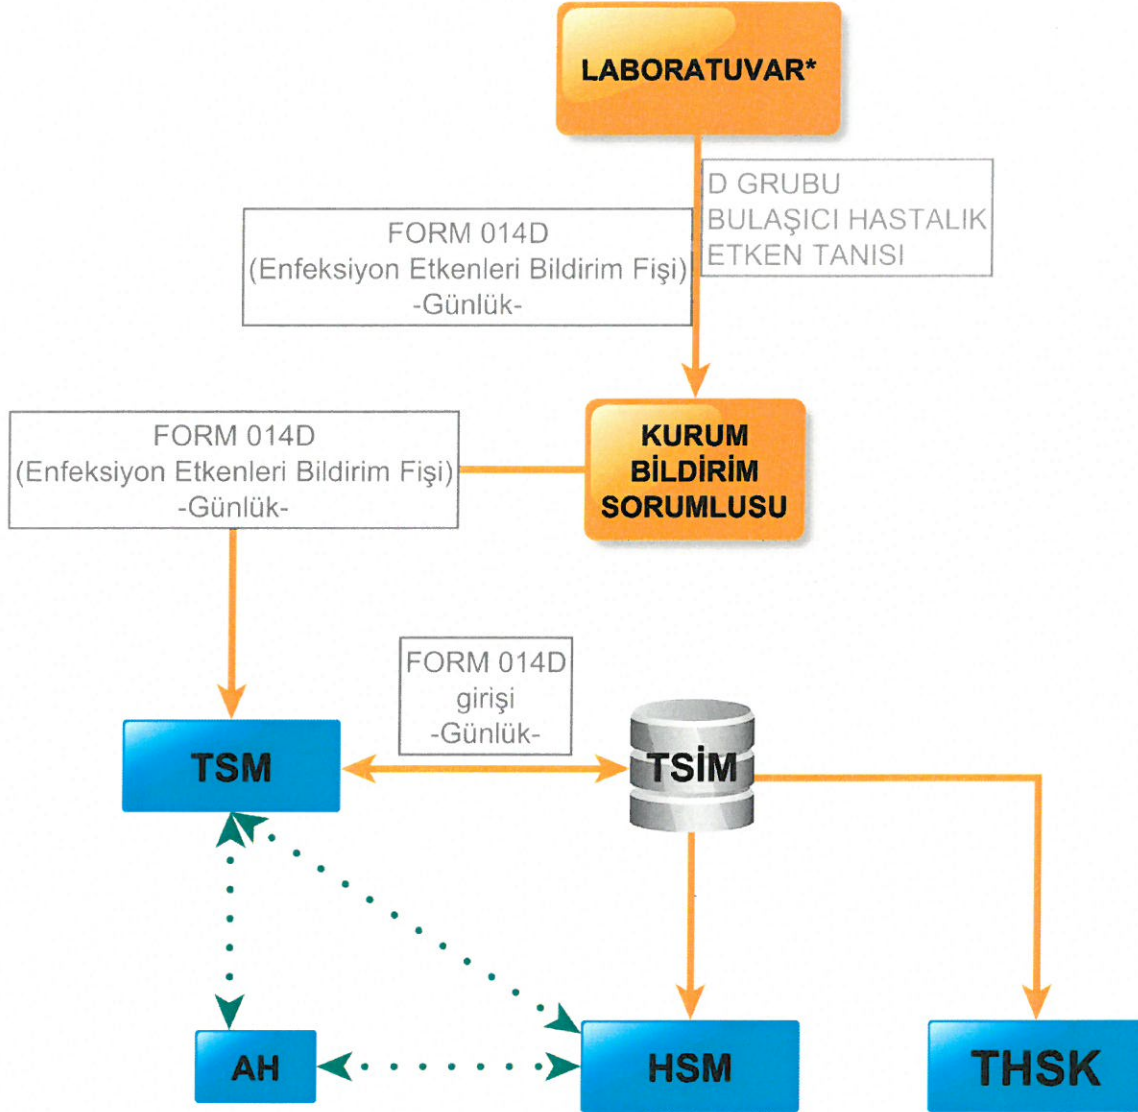 LABORATUVAR*
D GRUBU
BULAŞICI HASTALIK
ETKEN TANISI
FORM 014D
(Enfeksiyon Etkenleri Bildirim Fişi)
-Günlük-
KURUM
BİLDİRİM
SORUMLUSU
FORM 014D
(Enfeksiyon Etkenleri Bildirim Fişi)
-Günlük-
FORM 014D
girişi
-Günlük-
TSM
TSİM
AH
HSM
THSK